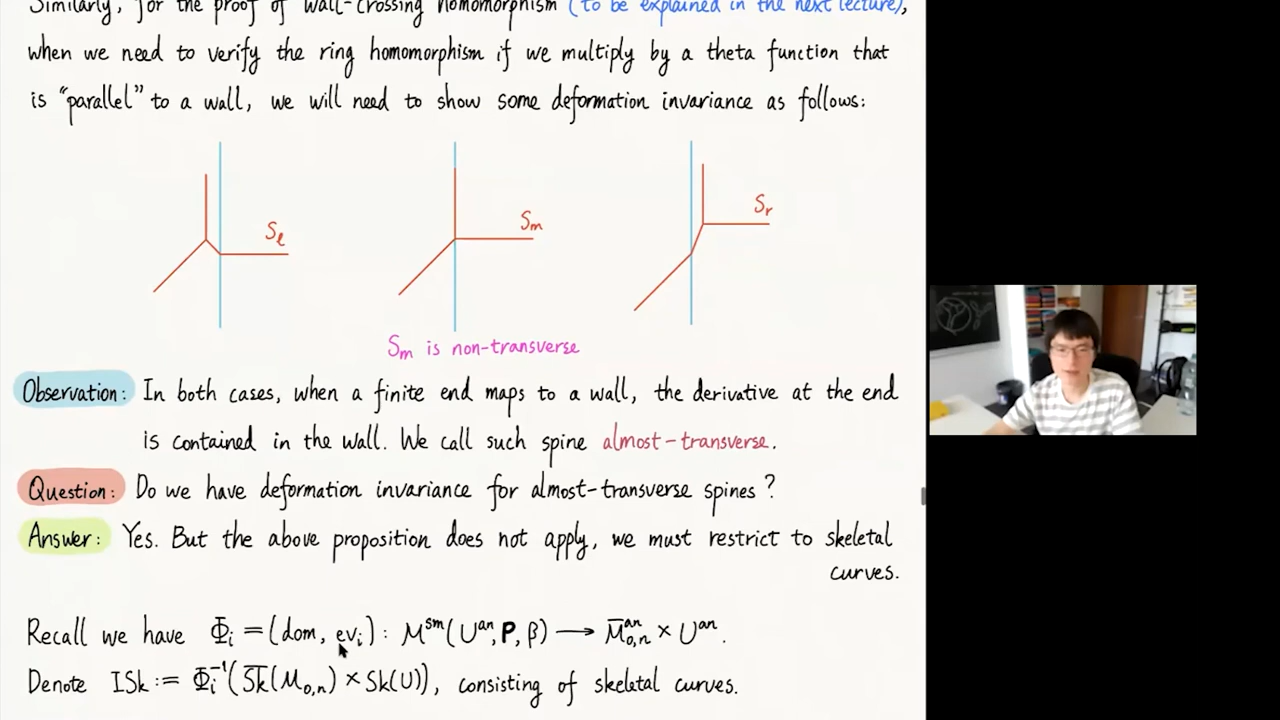 Similarly, for the proof of wall-crossing homomorphism (to be explained in the next lecture),
when we need to verify the ring homomorphism if we multiply by a theta function that
is "parallel" to a wall, we will need to show some deformation invariance as follows:
Sℓ Sm Sr
Sm is non-transverse
Observation: In both cases, when a finite end maps to a wall, the derivative at the end
is contained in the wall. We call such spine almost-transverse.
Question: Do we have deformation invariance for almost-transverse spines ?
Answer: Yes. But the above proposition does not apply, we must restrict to skeletal
curves.
Recall we have Φᵢ = (dom, evᵢ) : M^sm(U^an, P, β) ⟶ M̄^an_0,n × U^an.
Denote ISk := Φᵢ⁻¹(S̄k̄(M_0,n) × Sk(U)), consisting of skeletal curves.